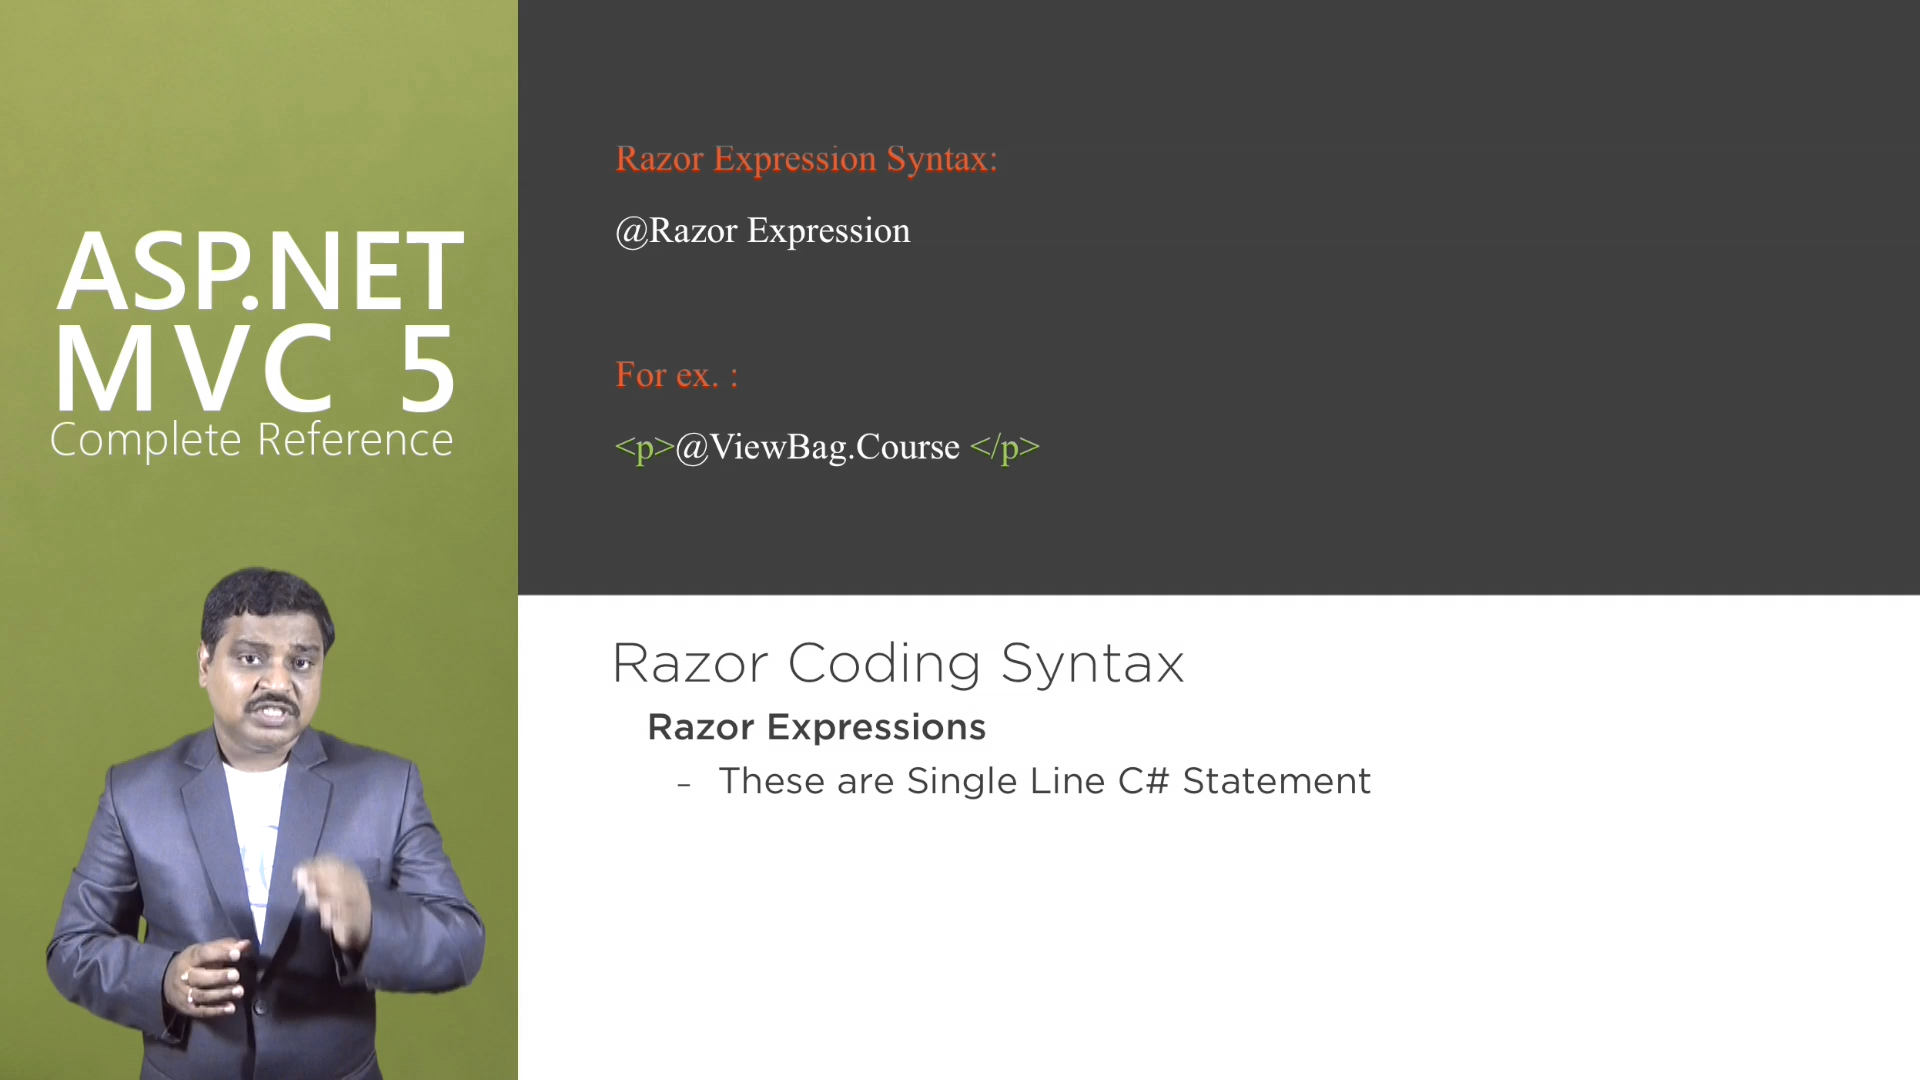 ASP.NET
MVC 5
Complete Reference
Razor Expression Syntax:
@Razor Expression
For ex. :
<p>@ViewBag.Course </p>
Razor Coding Syntax
Razor Expressions
– These are Single Line C# Statement